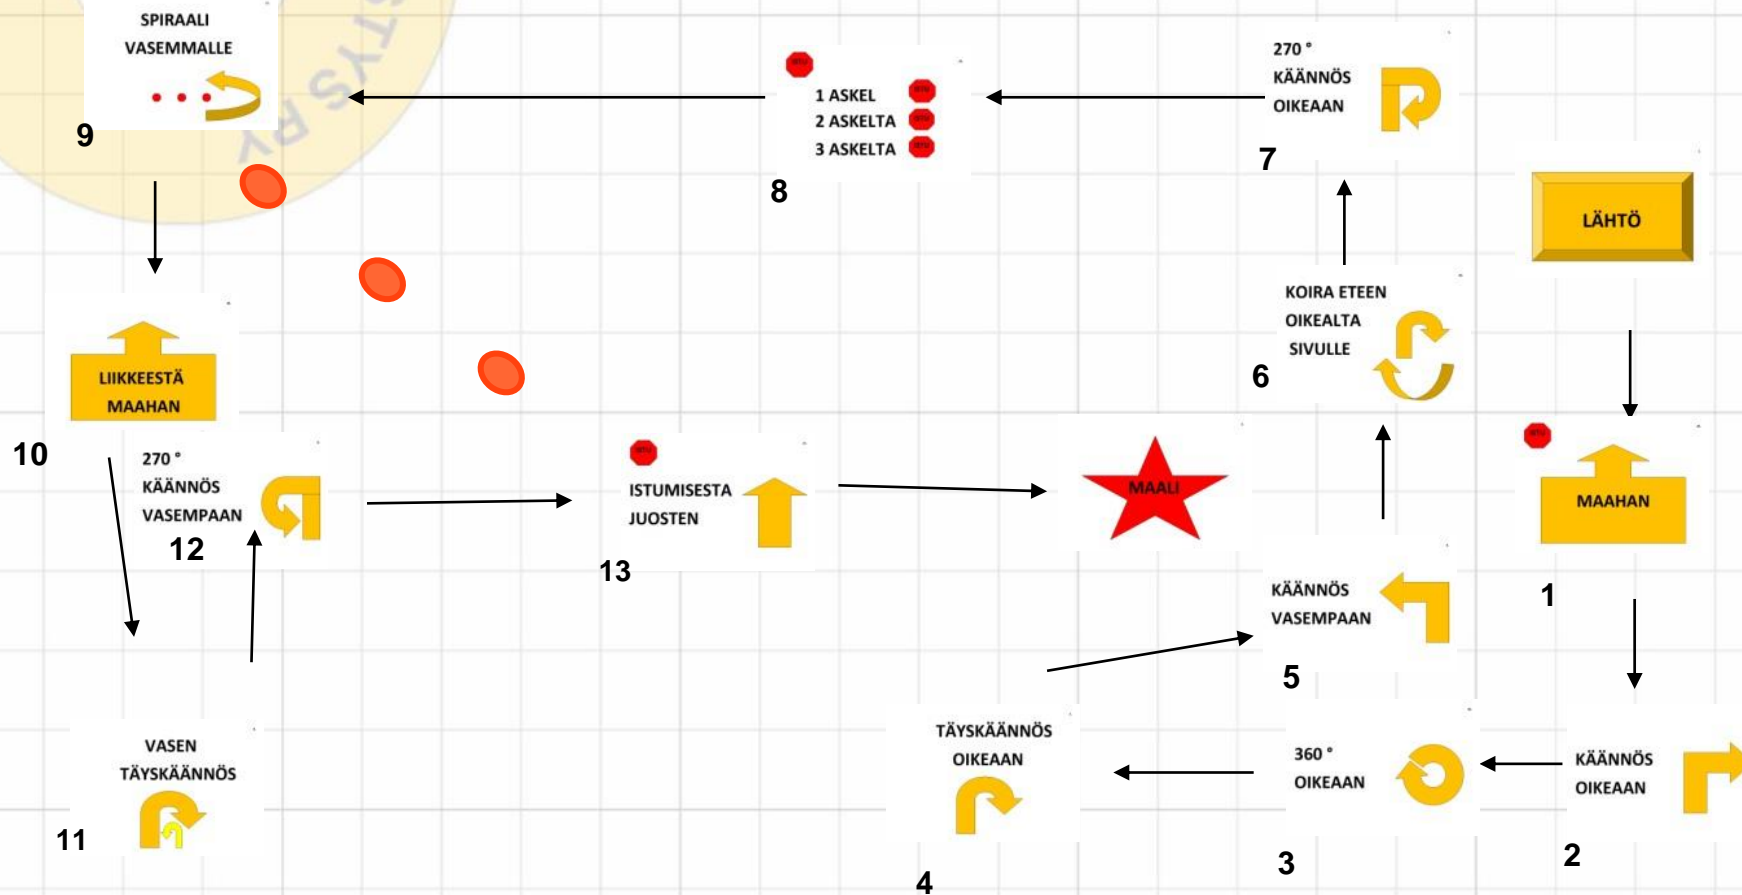 SPIRAALI
VASEMMALLE
9
1 ASKEL
2 ASKELTA
3 ASKELTA
8
270 °
KÄÄNNÖS
OIKEAAN
7
LÄHTÖ
KOIRA ETEEN
OIKEALTA
SIVULLE
6
LIIKKEESTÄ
MAAHAN
10
270 °
KÄÄNNÖS
VASEMPAAN
12
ISTUMISESTA
JUOSTEN
13
MAALI
MAAHAN
1
KÄÄNNÖS
VASEMPAAN
5
VASEN
TÄYSKÄÄNNÖS
11
TÄYSKÄÄNNÖS
OIKEAAN
4
360 °
OIKEAAN
3
KÄÄNNÖS
OIKEAAN
2
YS RY